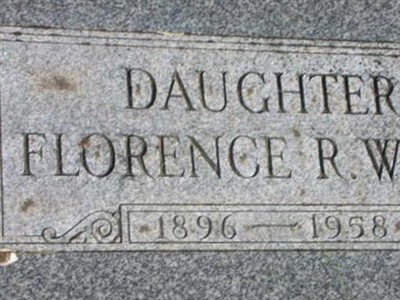 DAUGHTER
FLORENCE R. W
1896 — 1958